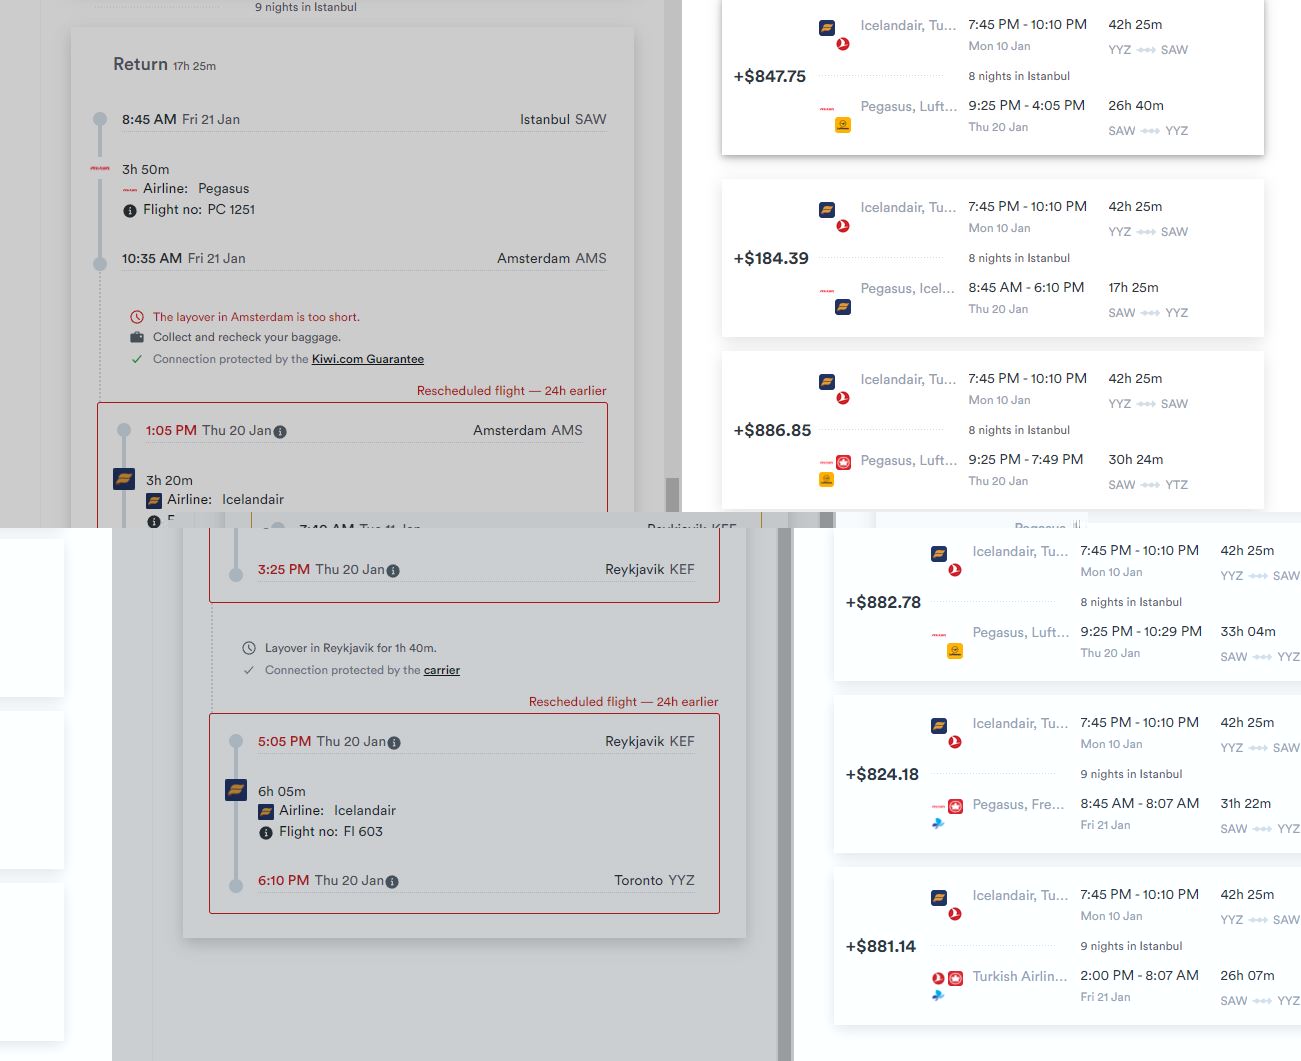 9 nights in Istanbul
Return 17h 25m
8:45 AM Fri 21 Jan Istanbul SAW
3h 50m
Airline: Pegasus
Flight no: PC 1251
10:35 AM Fri 21 Jan Amsterdam AMS
The layover in Amsterdam is too short.
Collect and recheck your baggage.
Connection protected by the Kiwi.com Guarantee
Rescheduled flight — 24h earlier
1:05 PM Thu 20 Jan Amsterdam AMS
3h 20m
Airline: Icelandair
Icelandair, Tu... 7:45 PM - 10:10 PM 42h 25m
Mon 10 Jan YYZ SAW
+$847.75 8 nights in Istanbul
Pegasus, Luft... 9:25 PM - 4:05 PM 26h 40m
Thu 20 Jan SAW YYZ
Icelandair, Tu... 7:45 PM - 10:10 PM 42h 25m
Mon 10 Jan YYZ SAW
+$184.39 8 nights in Istanbul
Pegasus, Icel... 8:45 AM - 6:10 PM 17h 25m
Thu 20 Jan SAW YYZ
Icelandair, Tu... 7:45 PM - 10:10 PM 42h 25m
Mon 10 Jan YYZ SAW
+$886.85 8 nights in Istanbul
Pegasus, Luft... 9:25 PM - 7:49 PM 30h 24m
Thu 20 Jan SAW YTZ
7:40 AM Tue 11 Jan Reykjavik KEF
Pegasus
3:25 PM Thu 20 Jan Reykjavik KEF
Layover in Reykjavik for 1h 40m.
Connection protected by the carrier
Rescheduled flight — 24h earlier
5:05 PM Thu 20 Jan Reykjavik KEF
6h 05m
Airline: Icelandair
Flight no: FI 603
6:10 PM Thu 20 Jan Toronto YYZ
Icelandair, Tu... 7:45 PM - 10:10 PM 42h 25m
Mon 10 Jan YYZ SAW
+$882.78 8 nights in Istanbul
Pegasus, Luft... 9:25 PM - 10:29 PM 33h 04m
Thu 20 Jan SAW YYZ
Icelandair, Tu... 7:45 PM - 10:10 PM 42h 25m
Mon 10 Jan YYZ SAW
+$824.18 9 nights in Istanbul
Pegasus, Fre... 8:45 AM - 8:07 AM 31h 22m
Fri 21 Jan SAW YYZ
Icelandair, Tu... 7:45 PM - 10:10 PM 42h 25m
Mon 10 Jan YYZ SAW
+$881.14 9 nights in Istanbul
Turkish Airlin... 2:00 PM - 8:07 AM 26h 07m
Fri 21 Jan SAW YYZ